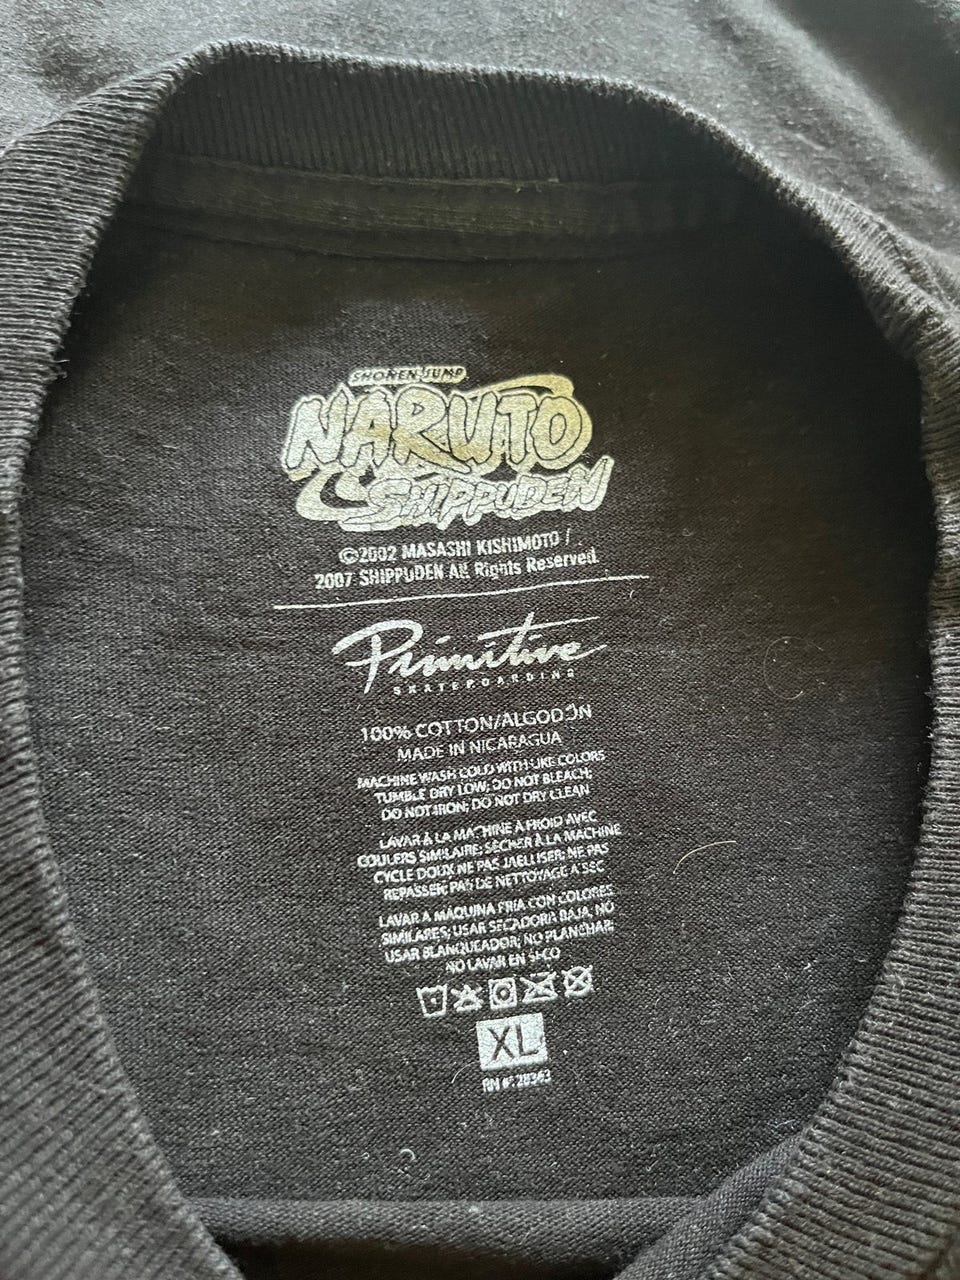 SHONEN JUMP
NARUTO
SHIPPUDEN
©2002 MASASHI KISHIMOTO /
2007 SHIPPUDEN All Rights Reserved.
Primitive
SKATEBOARDING
100% COTTON/ALGODÓN
MADE IN NICARAGUA
MACHINE WASH COLD WITH LIKE COLORS
TUMBLE DRY LOW; DO NOT BLEACH;
DO NOT IRON; DO NOT DRY CLEAN
LAVAR À LA MACHINE À FROID AVEC
COULERS SIMILAIRE; SÉCHER À LA MACHINE
CYCLE DOUX NE PAS JAELLISER; NE PAS
REPASSER; PAS DE NETTOYAGE A SEC
LAVAR A MÁQUINA FRIA CON COLORES
SIMILARES; USAR SECADORA BAJA; NO
USAR BLANQUEADOR; NO PLANCHAR;
NO LAVAR EN SECO
XL
RN #128343